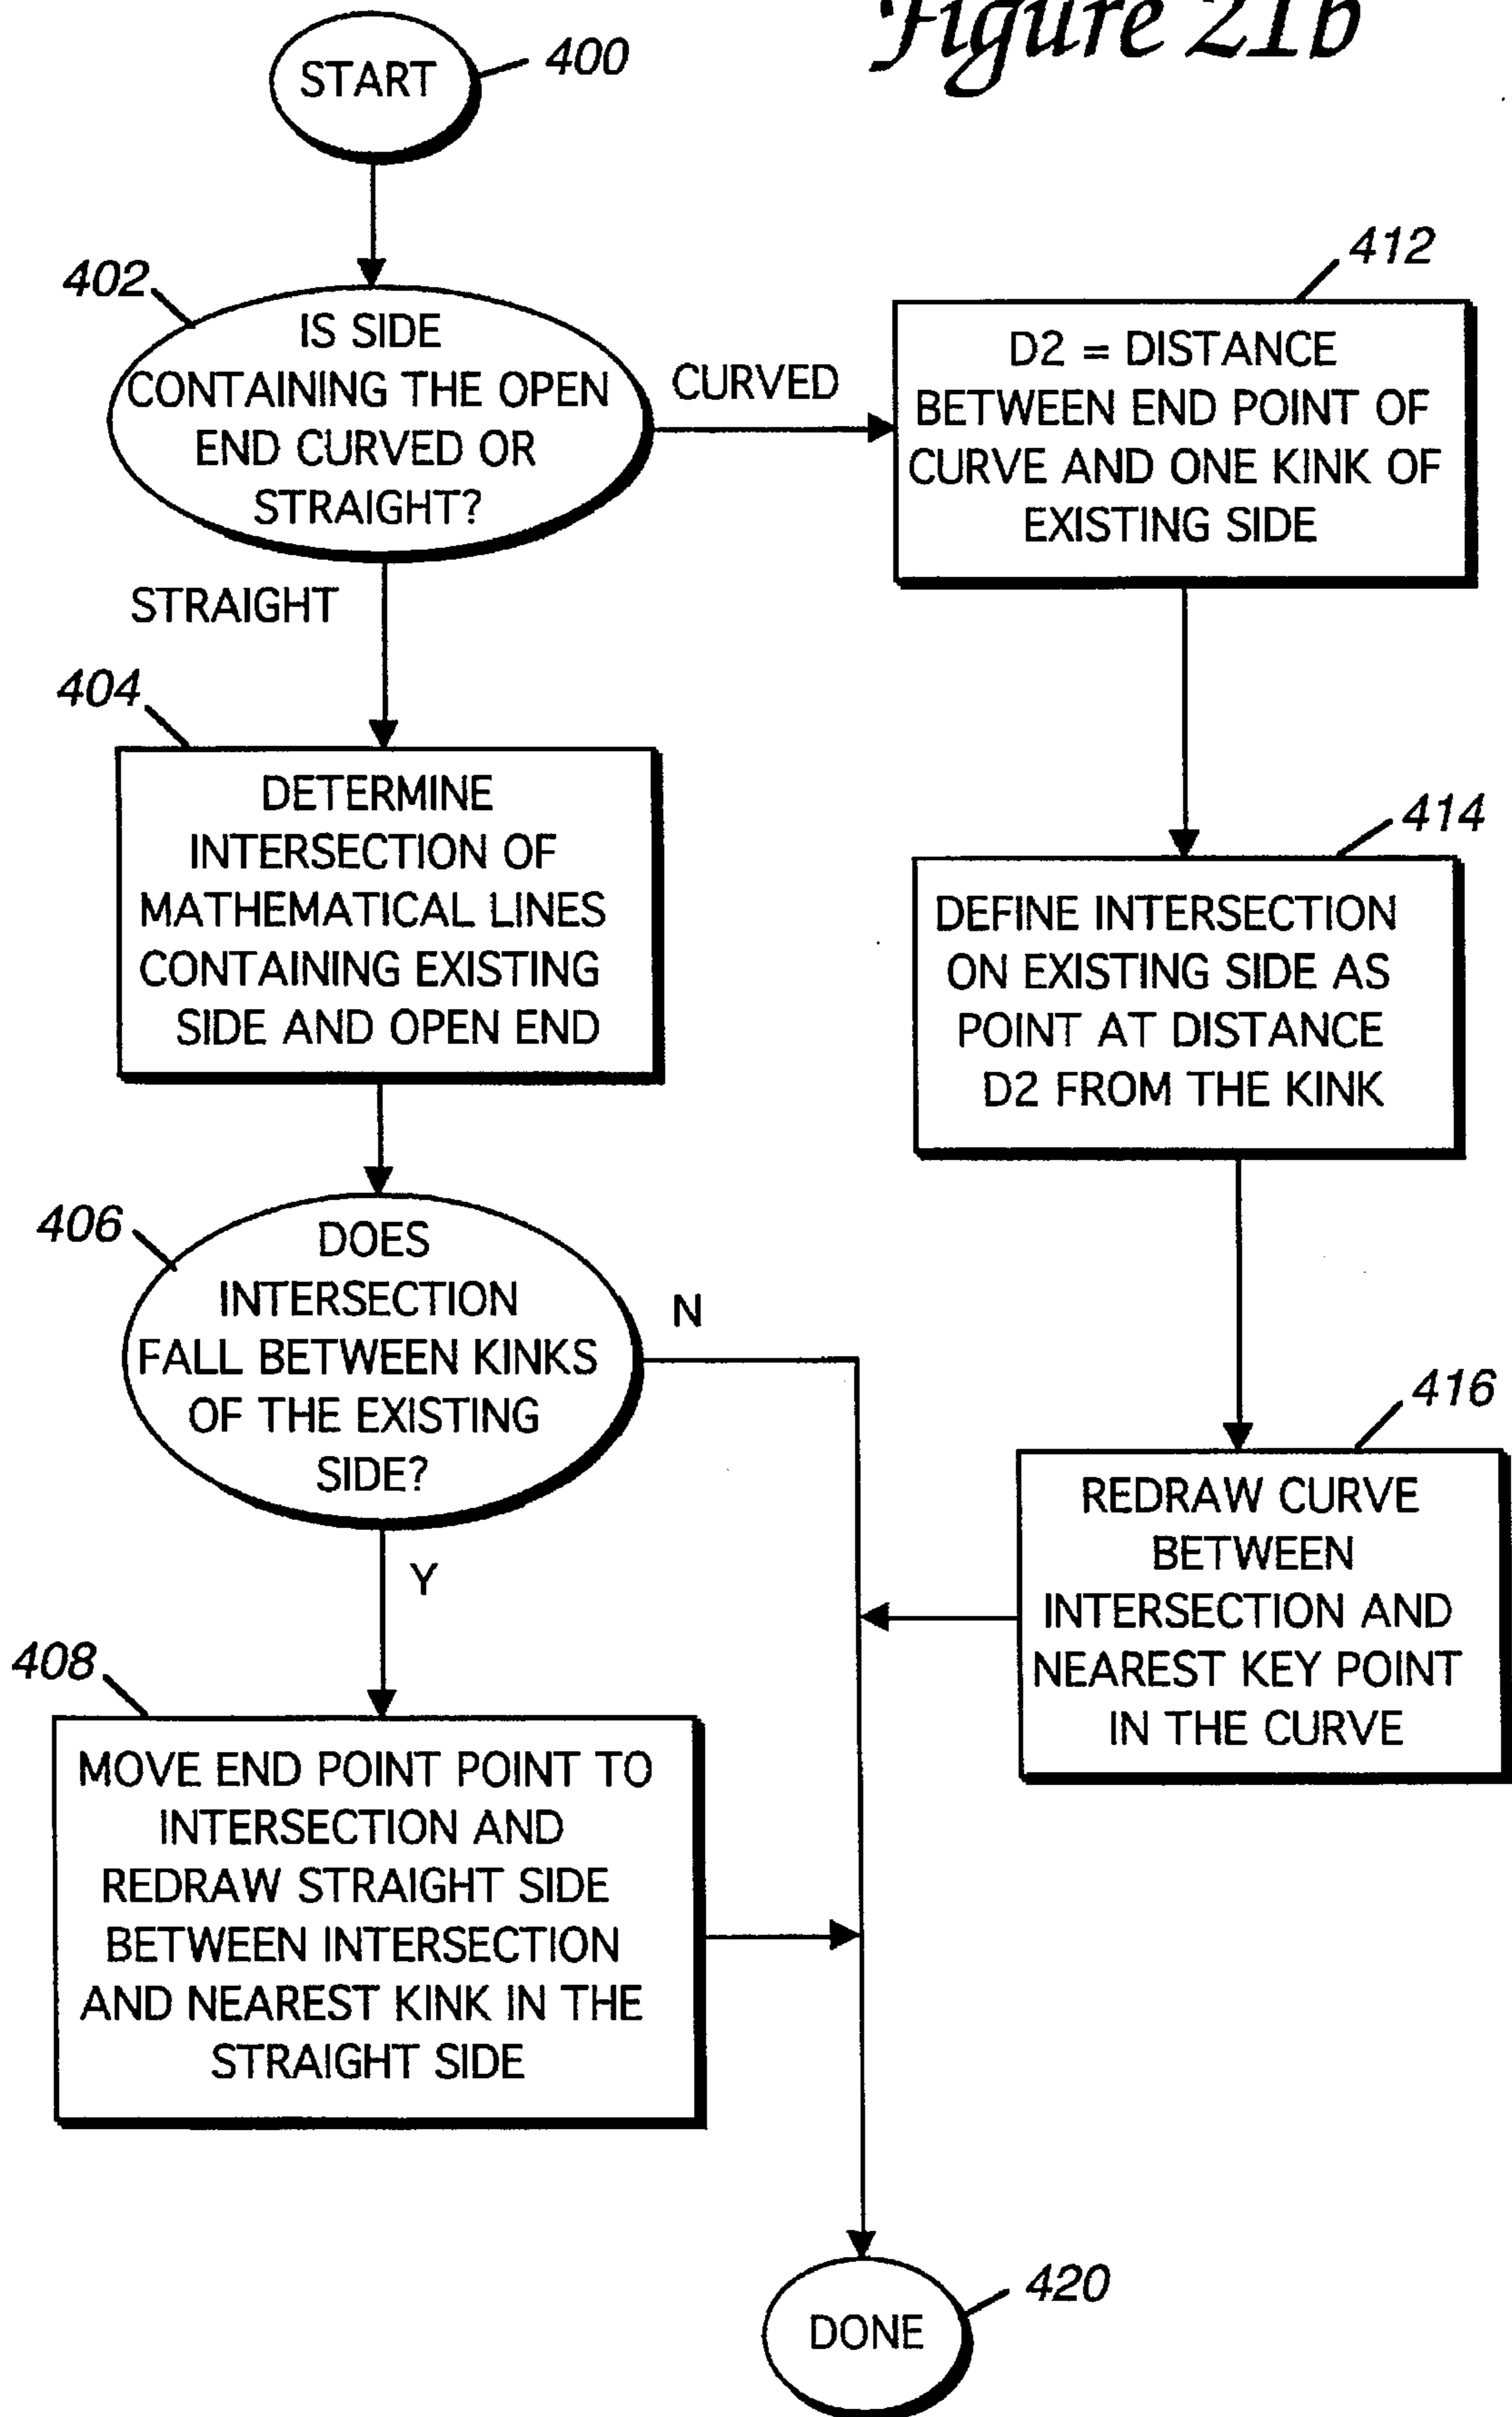 Figure 21b
START
400
402
IS SIDE
CONTAINING THE OPEN
END CURVED OR
STRAIGHT?
CURVED
STRAIGHT
412
D2 = DISTANCE
BETWEEN END POINT OF
CURVE AND ONE KINK OF
EXISTING SIDE
404
DETERMINE
INTERSECTION OF
MATHEMATICAL LINES
CONTAINING EXISTING
SIDE AND OPEN END
414
DEFINE INTERSECTION
ON EXISTING SIDE AS
POINT AT DISTANCE
D2 FROM THE KINK
406
DOES
INTERSECTION
FALL BETWEEN KINKS
OF THE EXISTING
SIDE?
N
Y
416
REDRAW CURVE
BETWEEN
INTERSECTION AND
NEAREST KEY POINT
IN THE CURVE
408
MOVE END POINT POINT TO
INTERSECTION AND
REDRAW STRAIGHT SIDE
BETWEEN INTERSECTION
AND NEAREST KINK IN THE
STRAIGHT SIDE
DONE
420